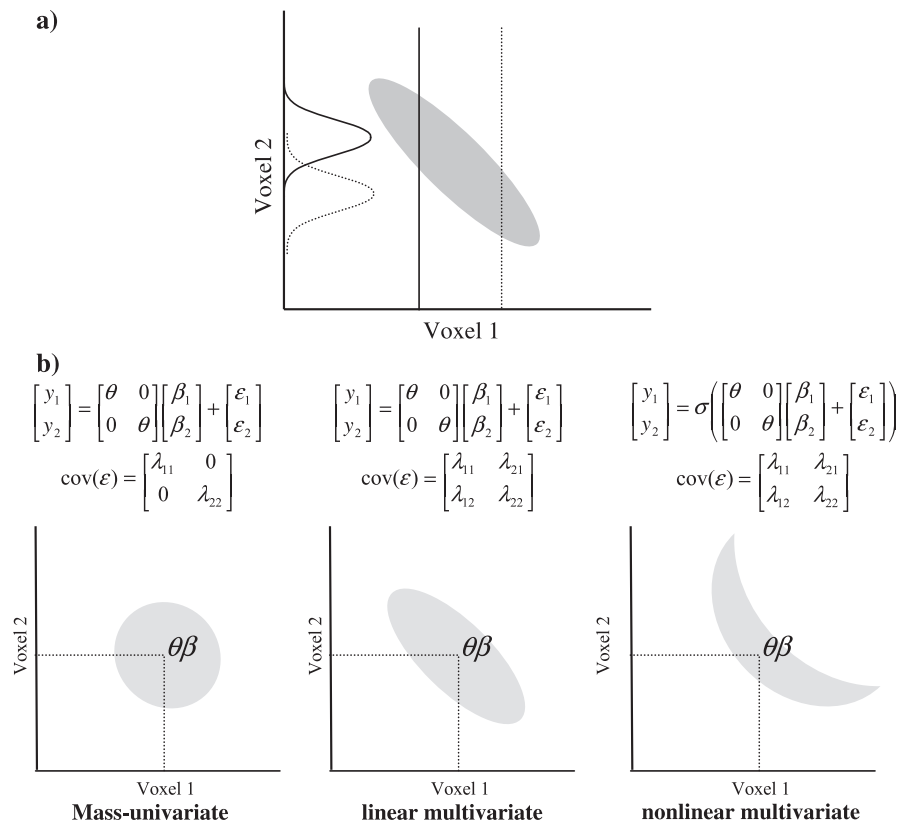 a)
Voxel 2
Voxel 1
b)
[y₁ y₂] = [θ 0; 0 θ][β₁ β₂] + [ε₁ ε₂]
cov(ε) = [λ₁₁ 0; 0 λ₂₂]
Voxel 2
θβ
Voxel 1
Mass-univariate
[y₁ y₂] = [θ 0; 0 θ][β₁ β₂] + [ε₁ ε₂]
cov(ε) = [λ₁₁ λ₂₁; λ₁₂ λ₂₂]
Voxel 2
θβ
Voxel 1
linear multivariate
[y₁ y₂] = σ([θ 0; 0 θ][β₁ β₂] + [ε₁ ε₂])
cov(ε) = [λ₁₁ λ₂₁; λ₁₂ λ₂₂]
Voxel 2
θβ
Voxel 1
nonlinear multivariate